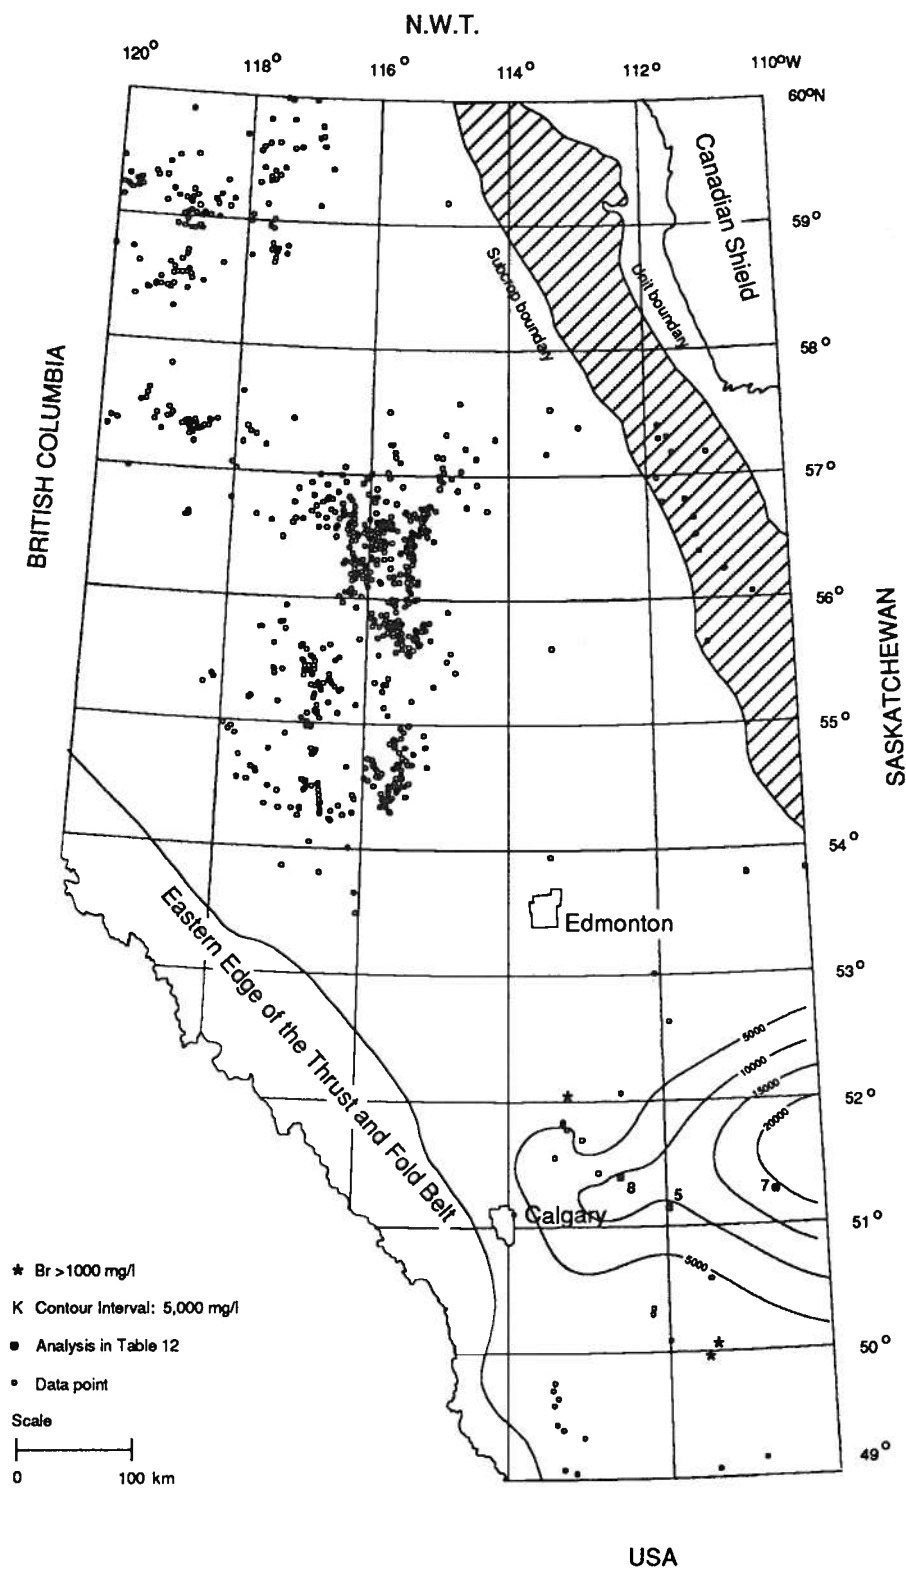 N.W.T.
120°
118°
116°
114°
112°
110°W
60°N
Canadian Shield
59°
Subcrop boundary
Unit boundary
58°
BRITISH COLUMBIA
57°
56°
SASKATCHEWAN
55°
54°
Edmonton
Eastern Edge of the Thrust and Fold Belt
53°
5000
10000
15000
20000
52°
7
8
5
Calgary
51°
5000
* Br >1000 mg/l
K Contour Interval: 5,000 mg/l
Analysis in Table 12
50°
Data point
Scale
0 100 km
49°
USA